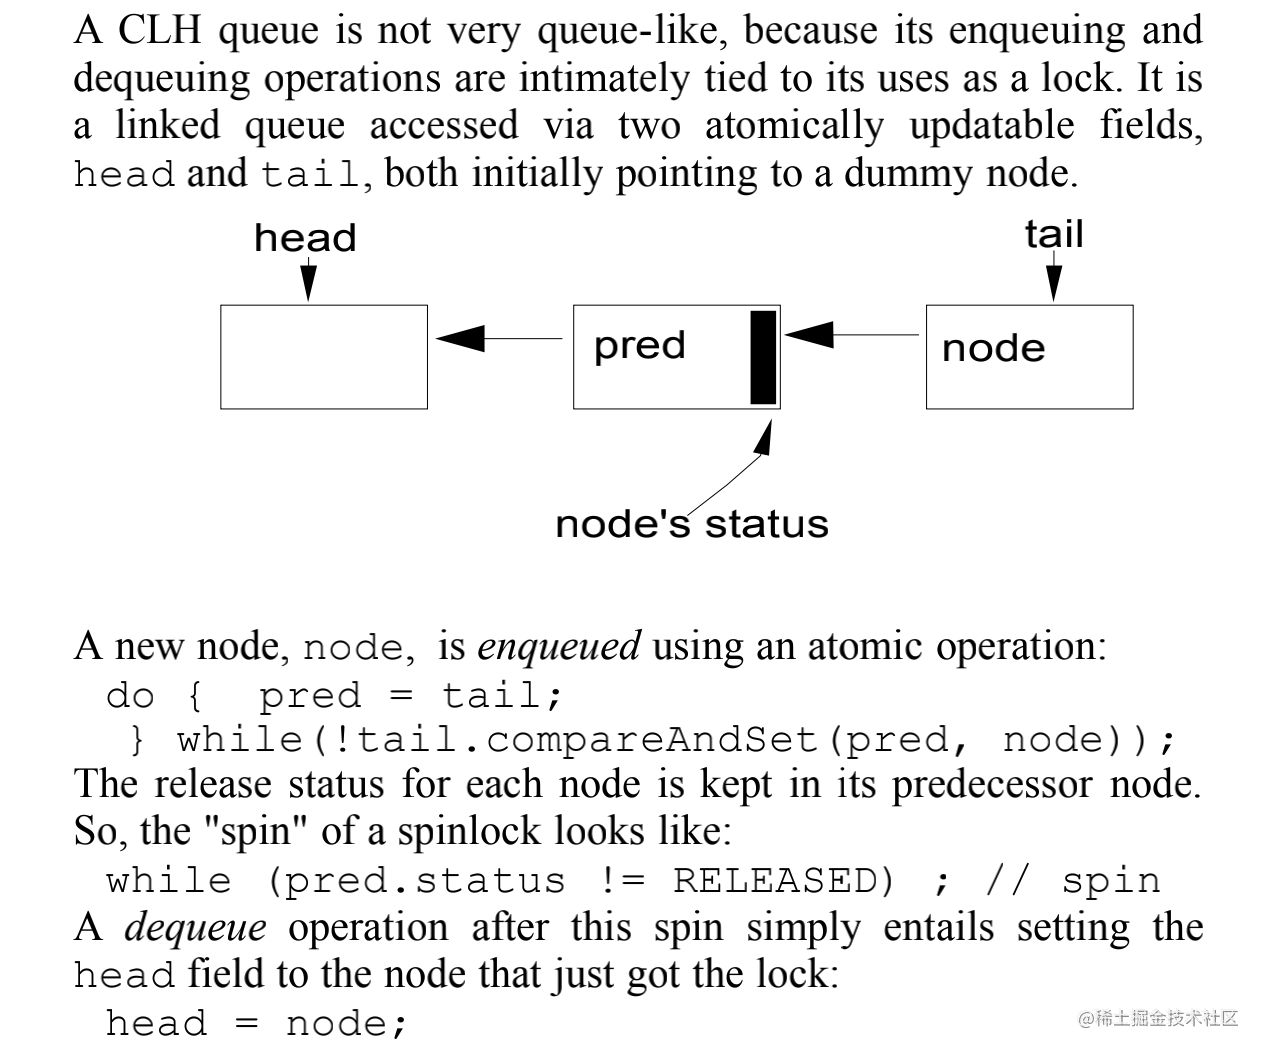 A CLH queue is not very queue-like, because its enqueuing and
dequeuing operations are intimately tied to its uses as a lock. It is
a linked queue accessed via two atomically updatable fields,
head and tail, both initially pointing to a dummy node.
head
tail
pred
node
node's status
A new node, node, is enqueued using an atomic operation:
do { pred = tail;
} while(!tail.compareAndSet(pred, node));
The release status for each node is kept in its predecessor node.
So, the "spin" of a spinlock looks like:
while (pred.status != RELEASED) ; // spin
A dequeue operation after this spin simply entails setting the
head field to the node that just got the lock:
head = node;
@稀土掘金技术社区